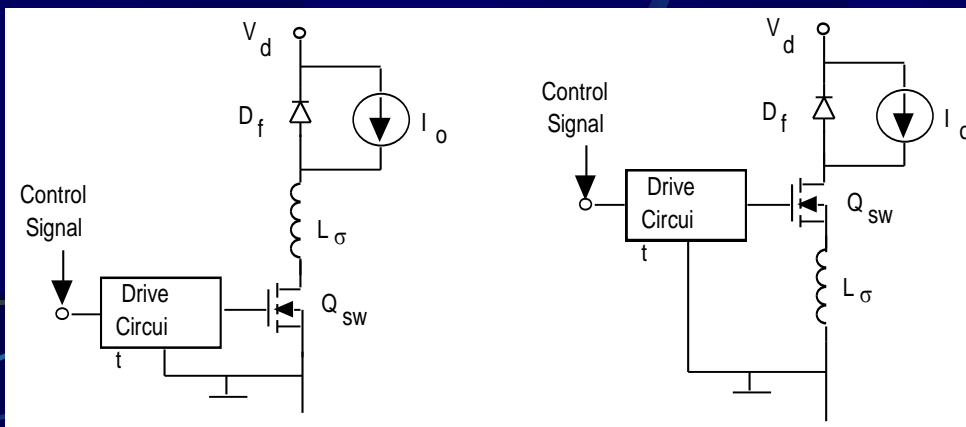 V d
D f
I o
Control
Signal
L σ
Drive
Circui
t
Q sw
V d
Control
Signal
D f
I o
Drive
Circui
t
Q sw
L σ